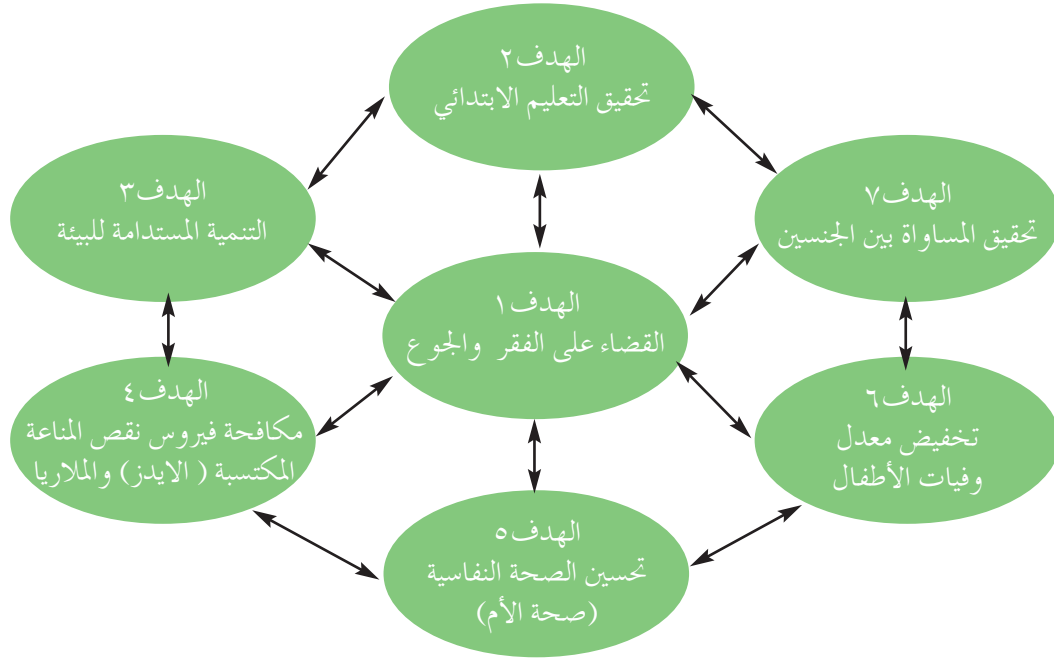 الهدف٢
تحقيق التعليم الابتدائي
الهدف٧
تحقيق المساواة بين الجنسين
الهدف٣
التنمية المستدامة للبيئة
الهدف١
القضاء على الفقر والجوع
الهدف٦
تخفيض معدل
وفيات الأطفال
الهدف٤
مكافحة فيروس نقص المناعة
المكتسبة (الايدز) والملاريا
الهدف٥
تحسين الصحة النفاسية
(صحة الأم)